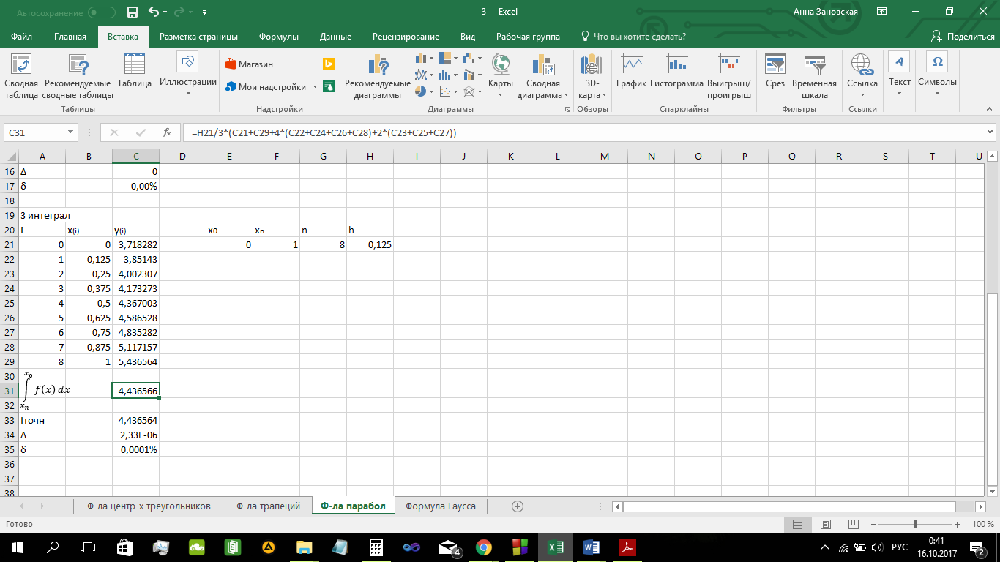 Автосохранение
3 - Excel
Анна Зановская
Файл Главная Вставка Разметка страницы Формулы Данные Рецензирование Вид Рабочая группа Что вы хотите сделать? Поделиться
Сводная таблица
Рекомендуемые сводные таблицы
Таблица
Таблицы
Иллюстрации
Магазин
Мои надстройки
Надстройки
Рекомендуемые диаграммы
Карты
Сводная диаграмма
Диаграммы
3D-карта
Обзоры
График
Гистограмма
Выигрыш/проигрыш
Спарклайны
Срез
Временная шкала
Фильтры
Ссылка
Ссылки
Текст
Символы
C31 fx =H21/3*(C21+C29+4*(C22+C24+C26+C28)+2*(C23+C25+C27))
A B C D E F G H I J K L M N O P Q R S T U
16 Δ 0
17 δ 0,00%
18
19 3 интеграл
20 i x(i) y(i) x0 xn n h
21 0 0 3,718282 0 1 8 0,125
22 1 0,125 3,85143
23 2 0,25 4,002307
24 3 0,375 4,173273
25 4 0,5 4,367003
26 5 0,625 4,586528
27 6 0,75 4,835282
28 7 0,875 5,117157
29 8 1 5,436564
30 x₀
31 ∫ f(x) dx 4,436566
32 xₙ
33 Iточн 4,436564
34 Δ 2,33E-06
35 δ 0,0001%
36
37
38
Ф-ла центр-х треугольников Ф-ла трапеций Ф-ла парабол Формула Гаусса
Готово 100 %
4 РУС 0:41
16.10.2017 2